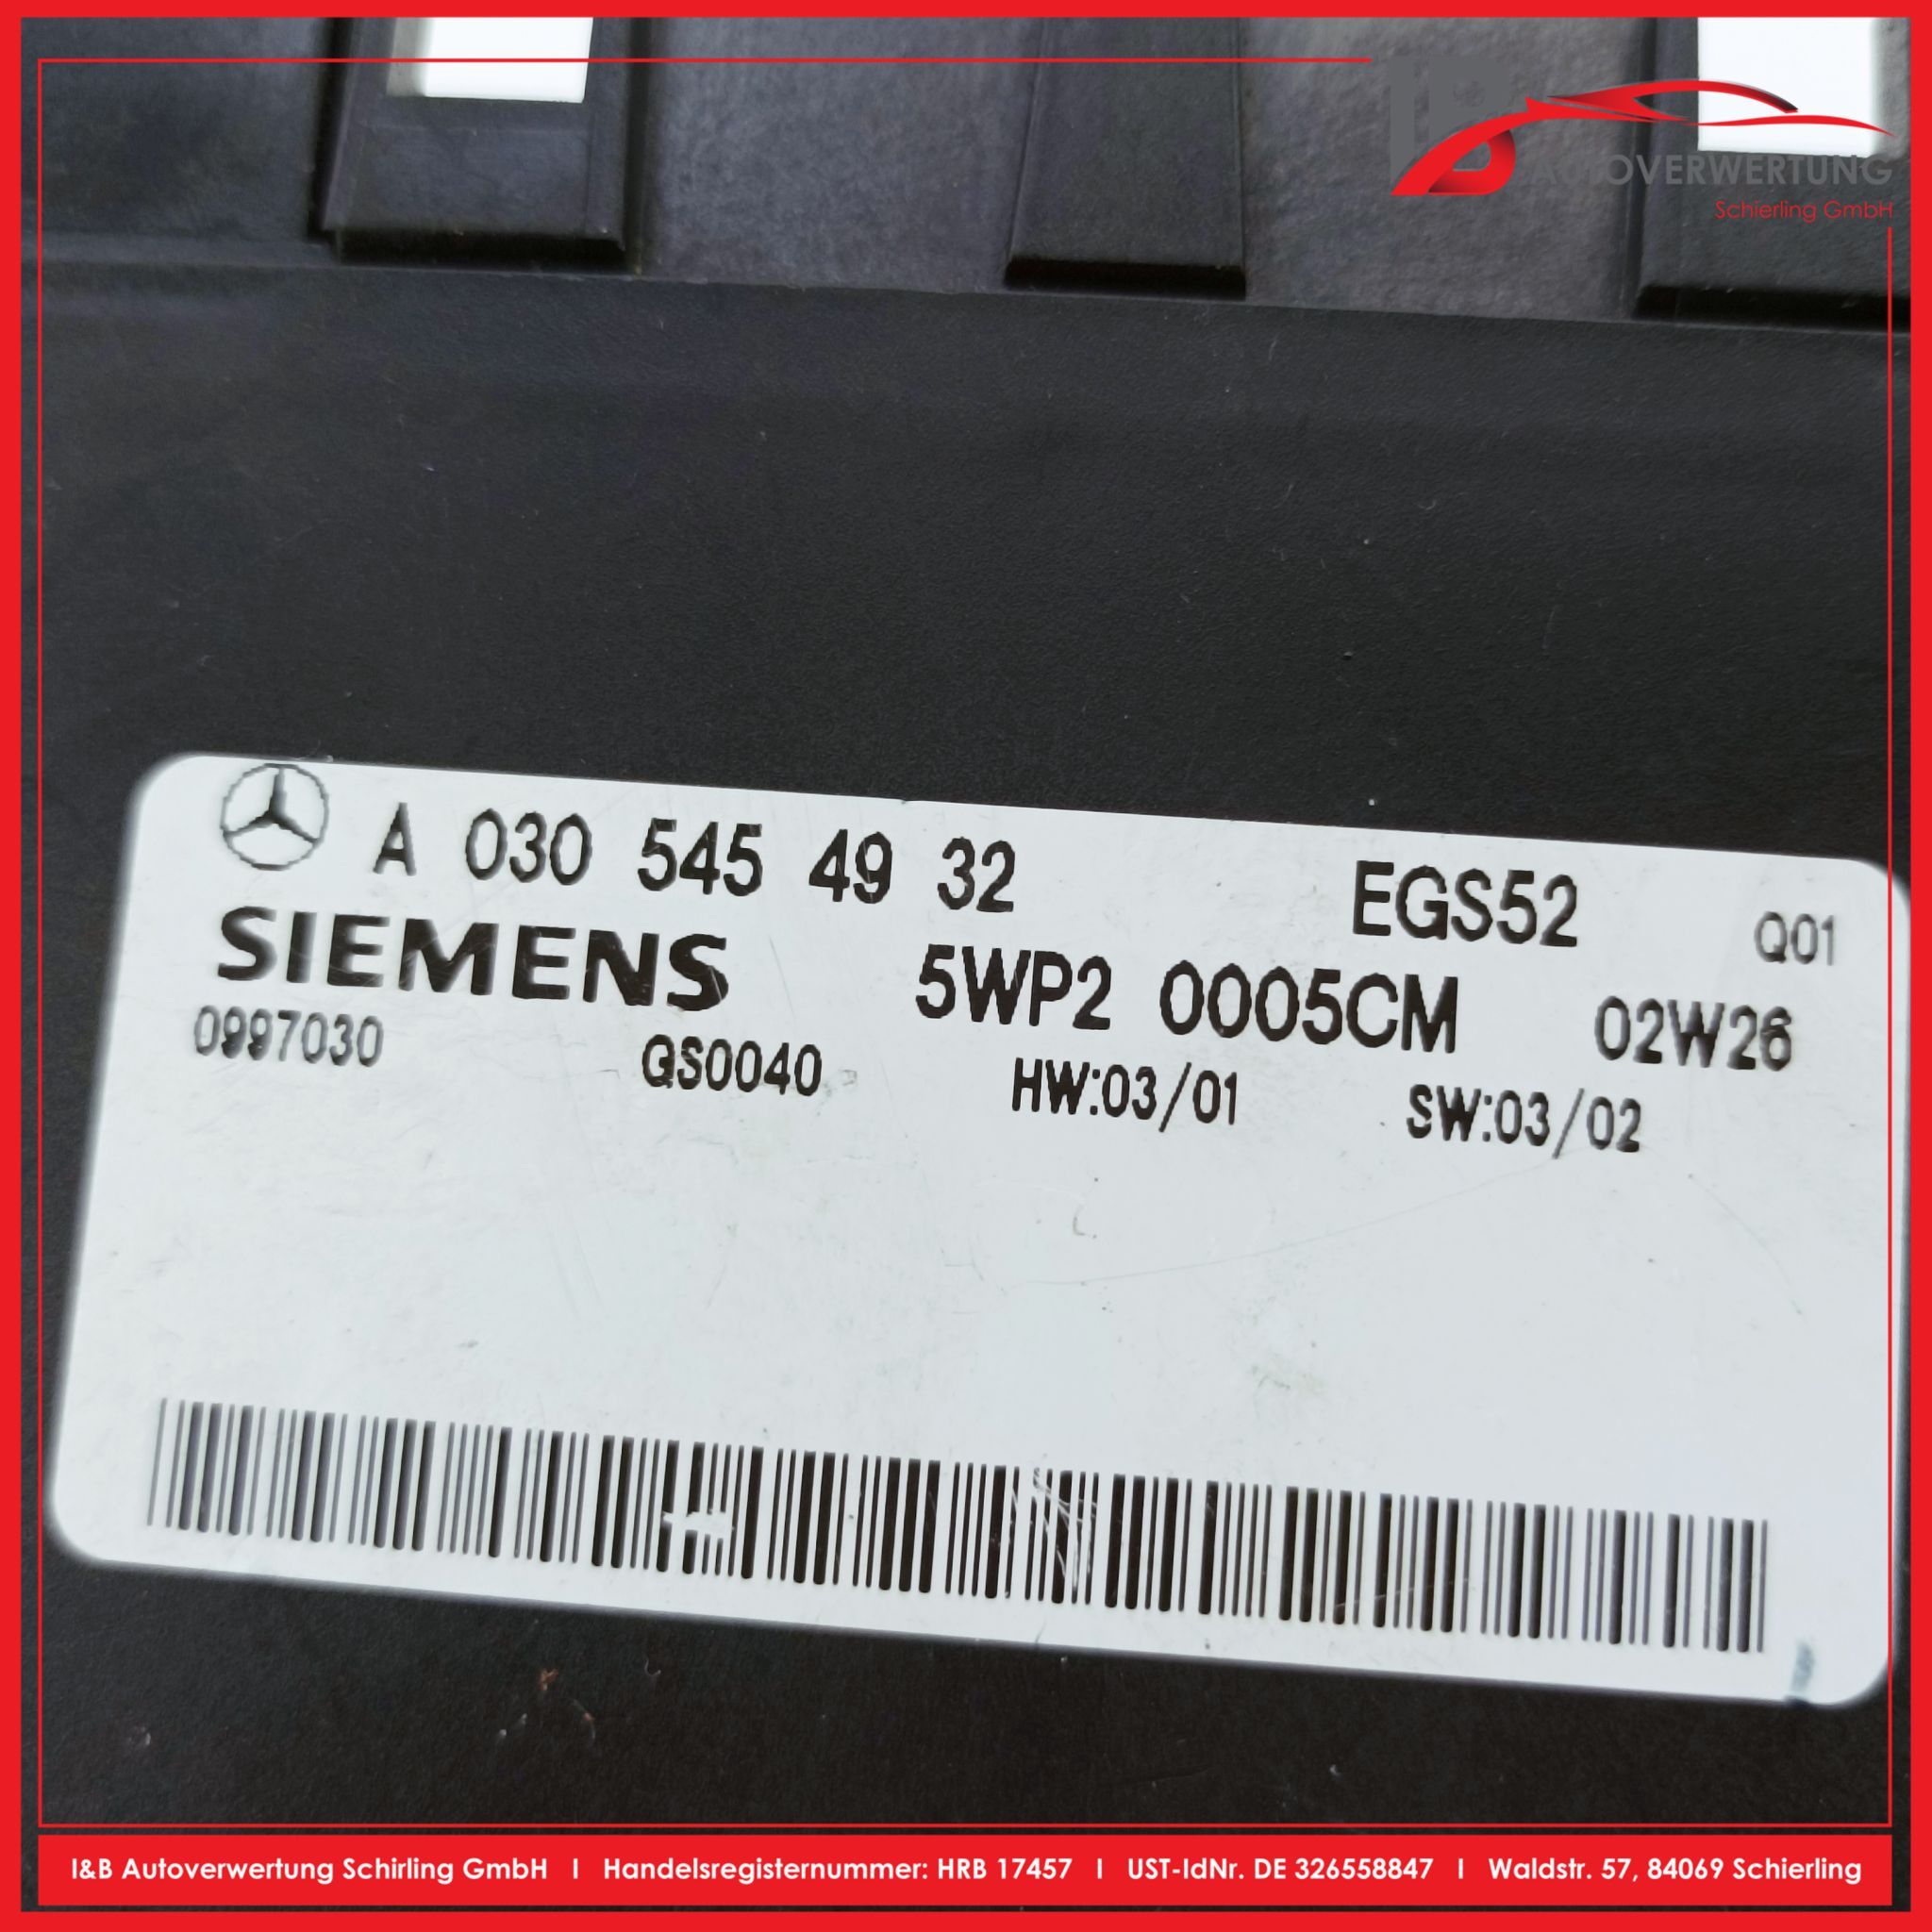 IB
AUTOVERWERTUNG
Schierling GmbH
A 030 545 49 32 EGS52 Q01
SIEMENS 5WP2 0005CM 02W26
0997030 QS0040 HW:03/01 SW:03/02
I&B Autoverwertung Schirling GmbH I Handelsregisternummer: HRB 17457 I UST-IdNr. DE 326558847 I Waldstr. 57, 84069 Schierling